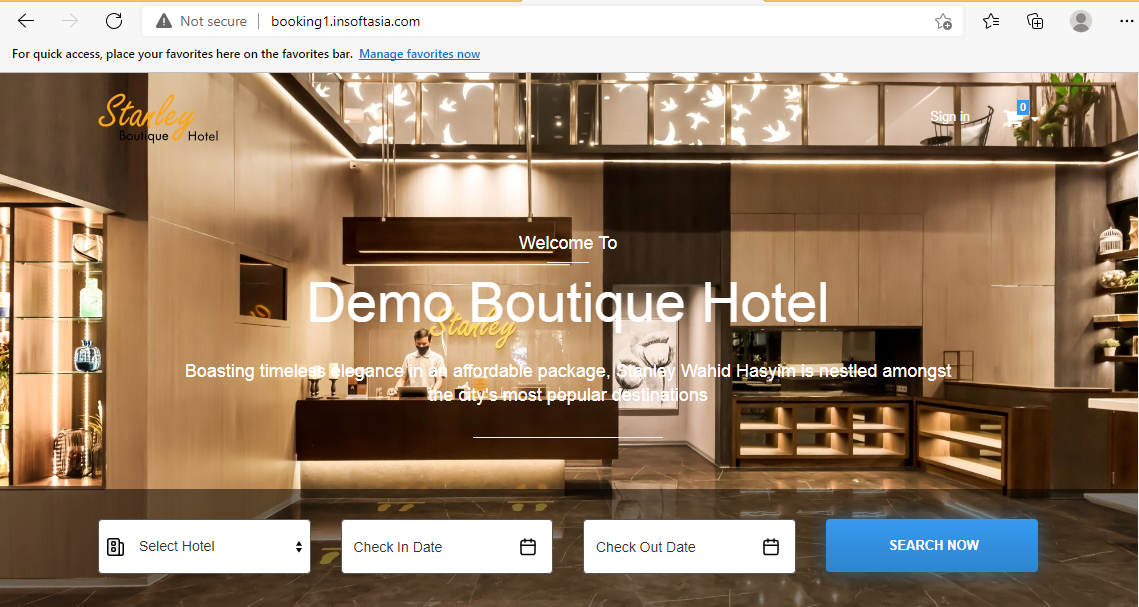 Not secure
booking1.insoftasia.com
For quick access, place your favorites here on the favorites bar. Manage favorites now
Stanley
Boutique Hotel
Sign in
0
Welcome To
Demo Boutique Hotel
Stanley
Boasting timeless elegance in an affordable package, Stanley Wahid Hasyim is nestled amongst
the city's most popular destinations
Select Hotel
Check In Date
Check Out Date
SEARCH NOW